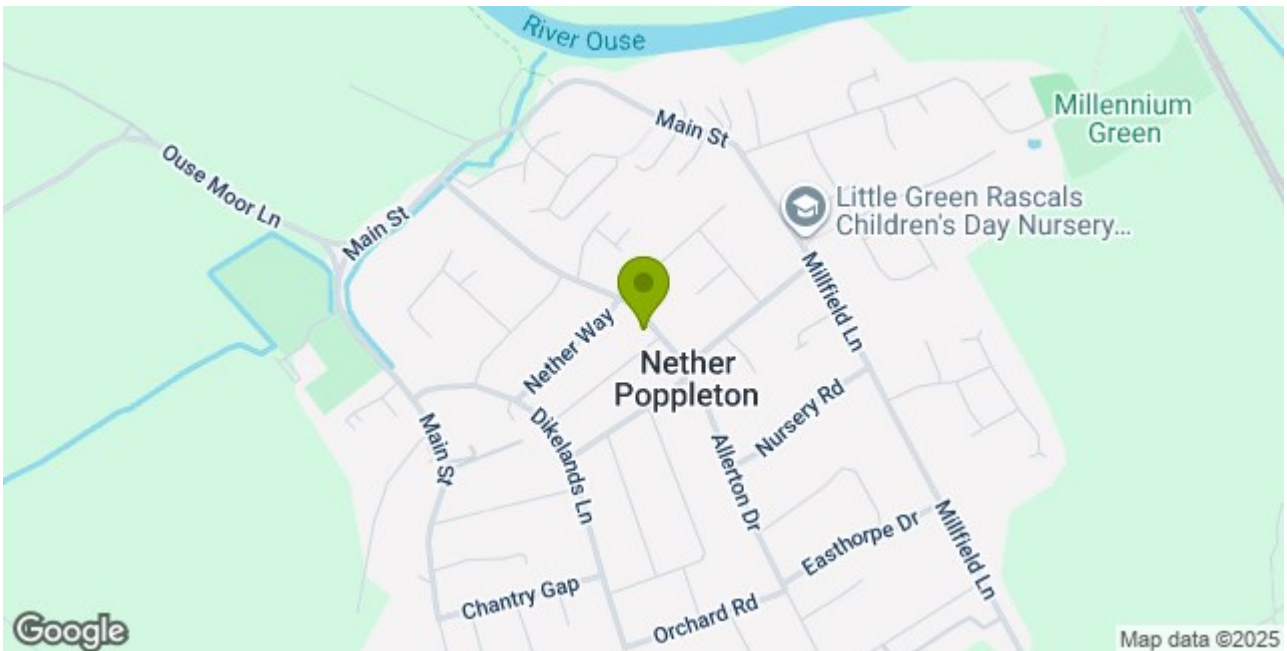 River Ouse
Main St
Millennium
Green
Ouse Moor Ln
Little Green Rascals
Children's Day Nursery...
Main St
Millfield Ln
Nether Way
Nether
Poppleton
Nursery Rd
Main St
Dikelands Ln
Allerton Dr
Easthorpe Dr
Millfield Ln
Chantry Gap
Orchard Rd
Google
Map data ©2025